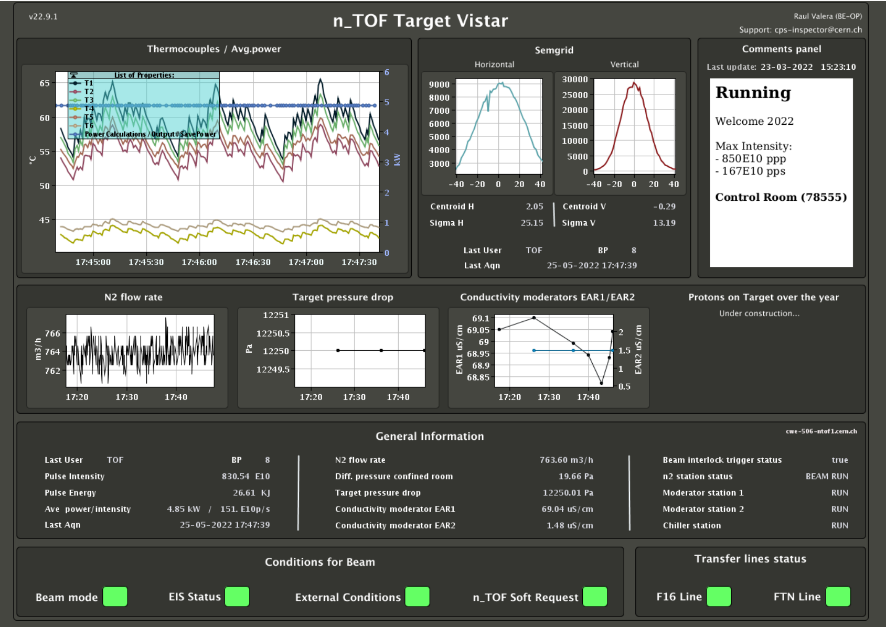 v22.9.1
n_TOF Target Vistar
Raul Valera (BE-OP)
Support: cps-inspector@cern.ch
Thermocouples / Avg.power
List of Properties:
T1
T2
T3
T4
T5
T6
Power Calculations /Output#SavePower
65
60
55
50
45
°C
6
5
4
3
2
1
0
kW
17:45:00 17:45:30 17:46:00 17:46:30 17:47:00 17:47:30
Semgrid
Horizontal Vertical
9000
8000
7000
6000
5000
4000
3000
-40 -20 0 20 40
30000
25000
20000
15000
10000
5000
0
-40 -20 0 20 40
Centroid H 2.05 Centroid V -0.29
Sigma H 25.15 Sigma V 13.19
Last User TOF BP 8
Last Aqn 25-05-2022 17:47:39
Comments panel
Last update: 23-03-2022 15:23:10
Running
Welcome 2022
Max Intensity:
- 850E10 ppp
- 167E10 pps
Control Room (78555)
N2 flow rate
m3/h
766
764
762
17:20 17:40
Target pressure drop
Pa
12251
12250.5
12250
12249.5
17:20 17:30 17:40
Conductivity moderators EAR1/EAR2
EAR1 uS/cm
69.1
69.05
69
68.95
68.9
68.85
2
1.5
1
0.5
EAR2 uS/cm
17:20 17:30 17:40
Protons on Target over the year
Under construction...
General Information
cwe-506-ntof1.cern.ch
Last User TOF BP 8
Pulse Intensity 830.54 E10
Pulse Energy 26.61 KJ
Ave power/intensity 4.85 kW / 151. E10p/s
Last Aqn 25-05-2022 17:47:39
N2 flow rate 763.60 m3/h
Diff. pressure confined room 19.66 Pa
Target pressure drop 12250.01 Pa
Conductivity moderator EAR1 69.04 uS/cm
Conductivity moderator EAR2 1.48 uS/cm
Beam interlock trigger status true
n2 station status BEAM RUN
Moderator station 1 RUN
Moderator station 2 RUN
Chiller station RUN
Conditions for Beam
Beam mode
EIS Status
External Conditions
n_TOF Soft Request
Transfer lines status
F16 Line
FTN Line